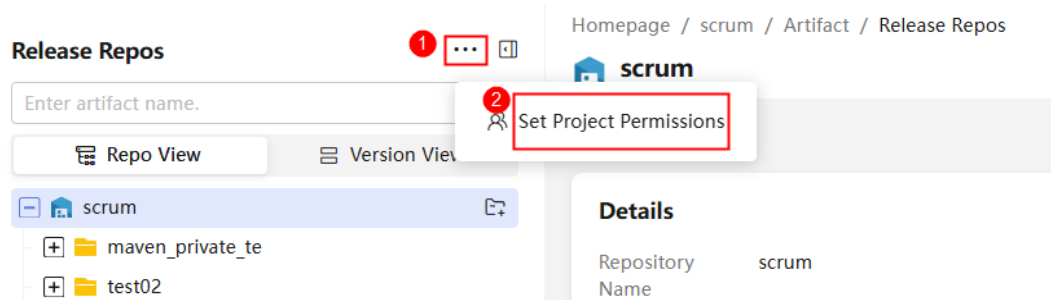 Homepage / scrum / Artifact / Release Repos
Release Repos
1
...
scrum
Enter artifact name.
2
Set Project Permissions
Repo View
Version View
scrum
Details
maven_private_te
Repository Name
scrum
test02